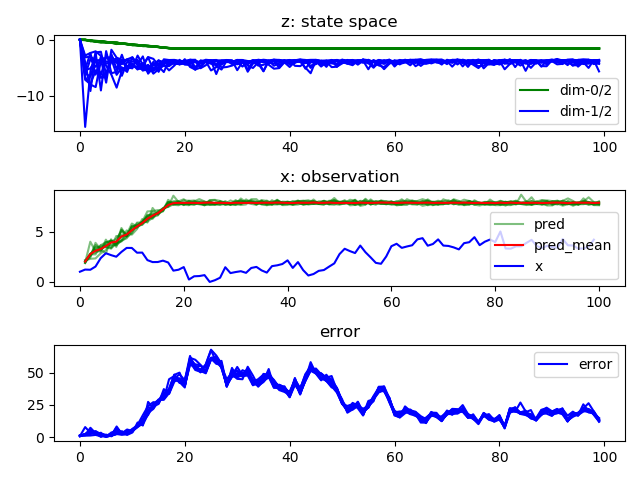 z: state space
0
−10
dim-0/2
dim-1/2
0 20 40 60 80 100
x: observation
5
0
pred
pred_mean
x
0 20 40 60 80 100
error
50
25
0
error
0 20 40 60 80 100